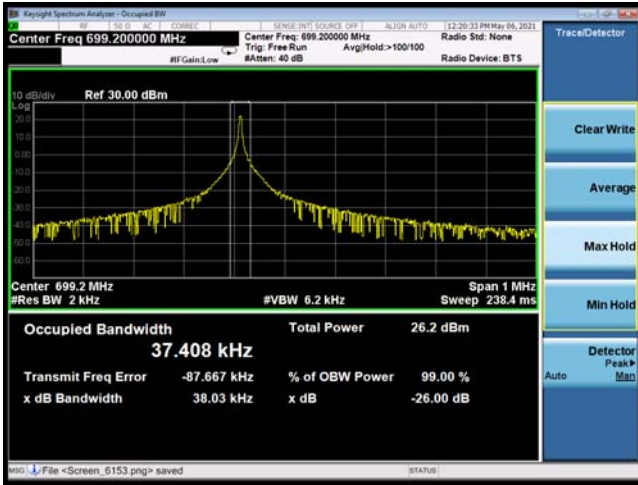 Keysight Spectrum Analyzer - Occupied BW
RF 50 Ω AC CORREC SENSE:INT SOURCE OFF ALIGN AUTO 12:20:33 PM May 06, 2021
Center Freq 699.200000 MHz
Center Freq: 699.200000 MHz
Radio Std: None
Trig: Free Run Avg|Hold:>100/100
#IFGain:Low #Atten: 40 dB Radio Device: BTS
10 dB/div Ref 30.00 dBm
Log
20.0
10.0
0.00
-10.0
-20.0
-30.0
-40.0
-50.0
-60.0
Center 699.2 MHz Span 1 MHz
#Res BW 2 kHz #VBW 6.2 kHz Sweep 238.4 ms
Occupied Bandwidth Total Power 26.2 dBm
37.408 kHz
Transmit Freq Error -87.667 kHz % of OBW Power 99.00 %
x dB Bandwidth 38.03 kHz x dB -26.00 dB
Trace/Detector
Clear Write
Average
Max Hold
Min Hold
Detector
Peak▶
Auto Man
MSG File <Screen_6153.png> saved STATUS